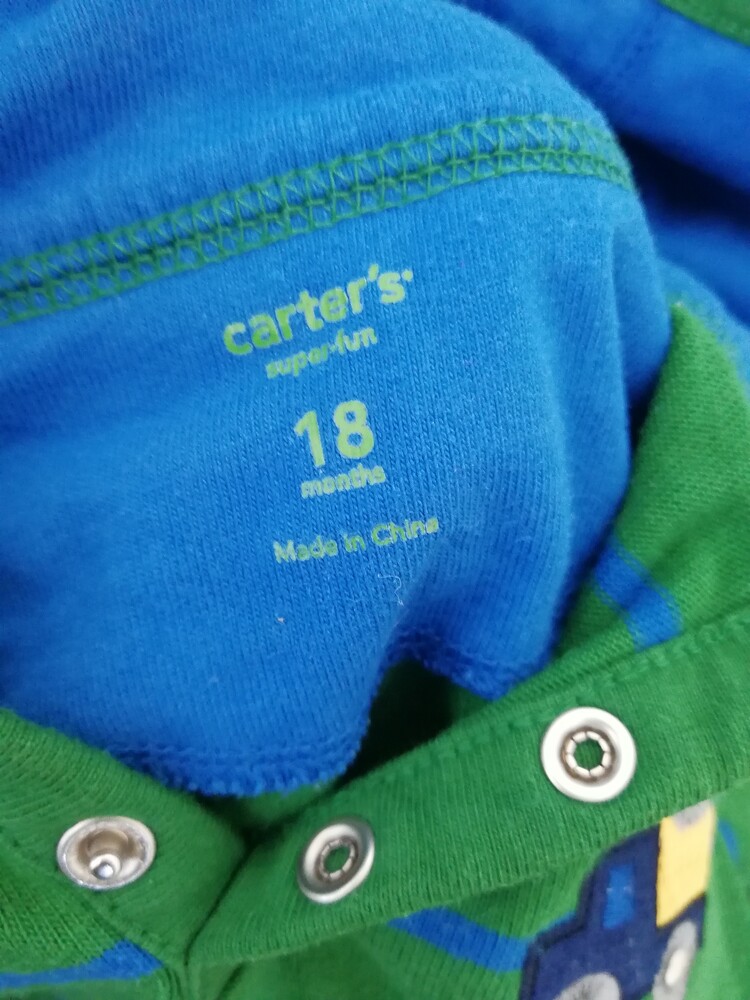 carter's
super-fun
18
months
Made in China